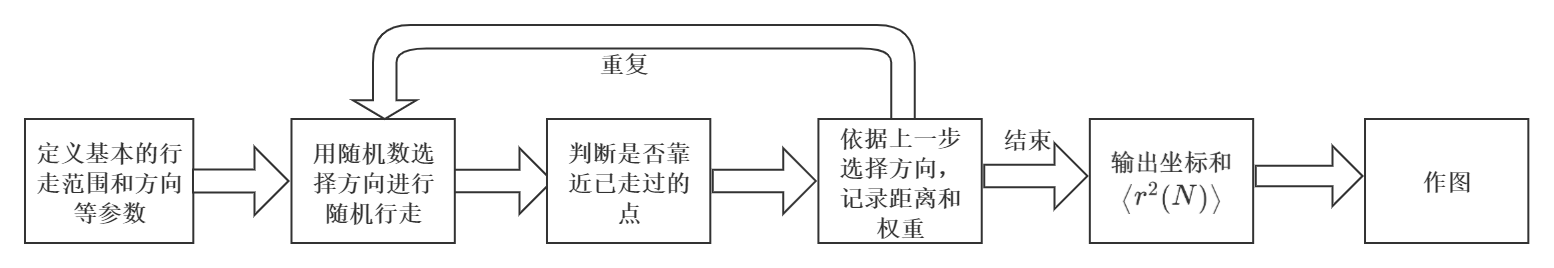 重复
定义基本的行
走范围和方向
等参数
用随机数选
择方向进行
随机行走
判断是否靠
近已走过的
点
依据上一步
选择方向，
记录距离和
权重
结束
输出坐标和
⟨r²(N)⟩
作图